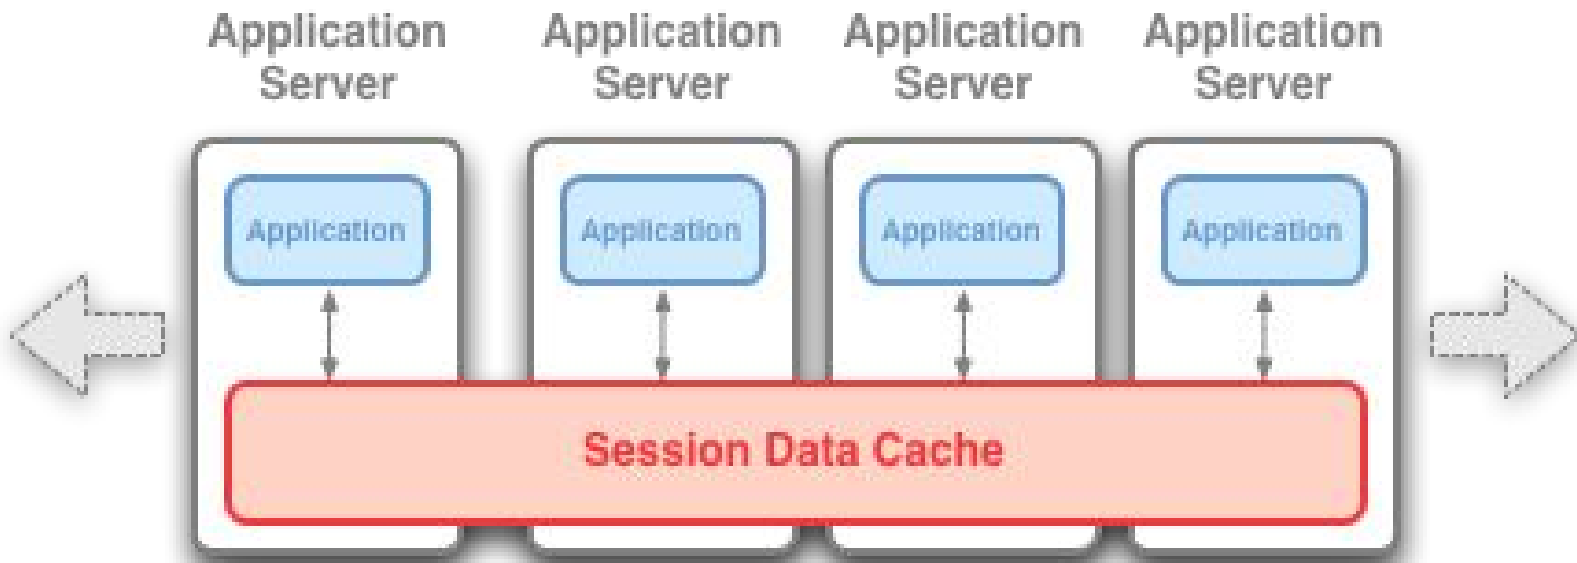 Application
Server
Application
Server
Application
Server
Application
Server
Application
Application
Application
Application
Session Data Cache